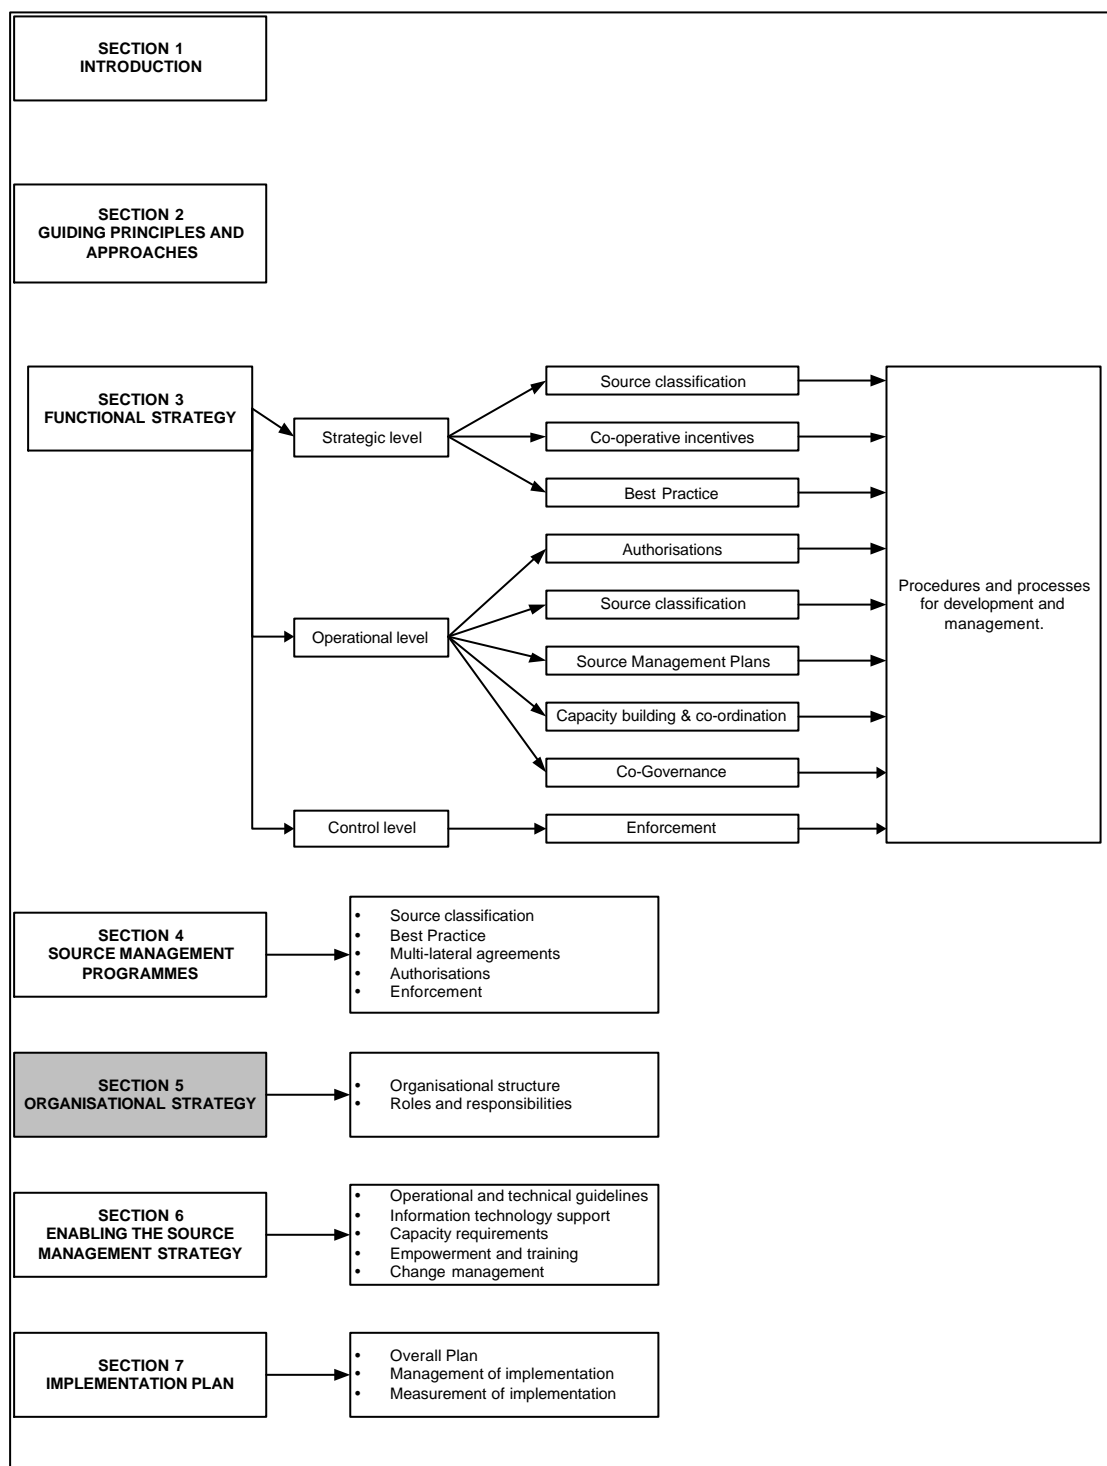 SECTION 1
INTRODUCTION
SECTION 2
GUIDING PRINCIPLES AND
APPROACHES
SECTION 3
FUNCTIONAL STRATEGY
Strategic level
Source classification
Co-operative incentives
Best Practice
Operational level
Authorisations
Source classification
Source Management Plans
Capacity building & co-ordination
Co-Governance
Control level
Enforcement
Procedures and processes
for development and
management.
SECTION 4
SOURCE MANAGEMENT
PROGRAMMES
• Source classification
• Best Practice
• Multi-lateral agreements
• Authorisations
• Enforcement
SECTION 5
ORGANISATIONAL STRATEGY
• Organisational structure
• Roles and responsibilities
SECTION 6
ENABLING THE SOURCE
MANAGEMENT STRATEGY
• Operational and technical guidelines
• Information technology support
• Capacity requirements
• Empowerment and training
• Change management
SECTION 7
IMPLEMENTATION PLAN
• Overall Plan
• Management of implementation
• Measurement of implementation